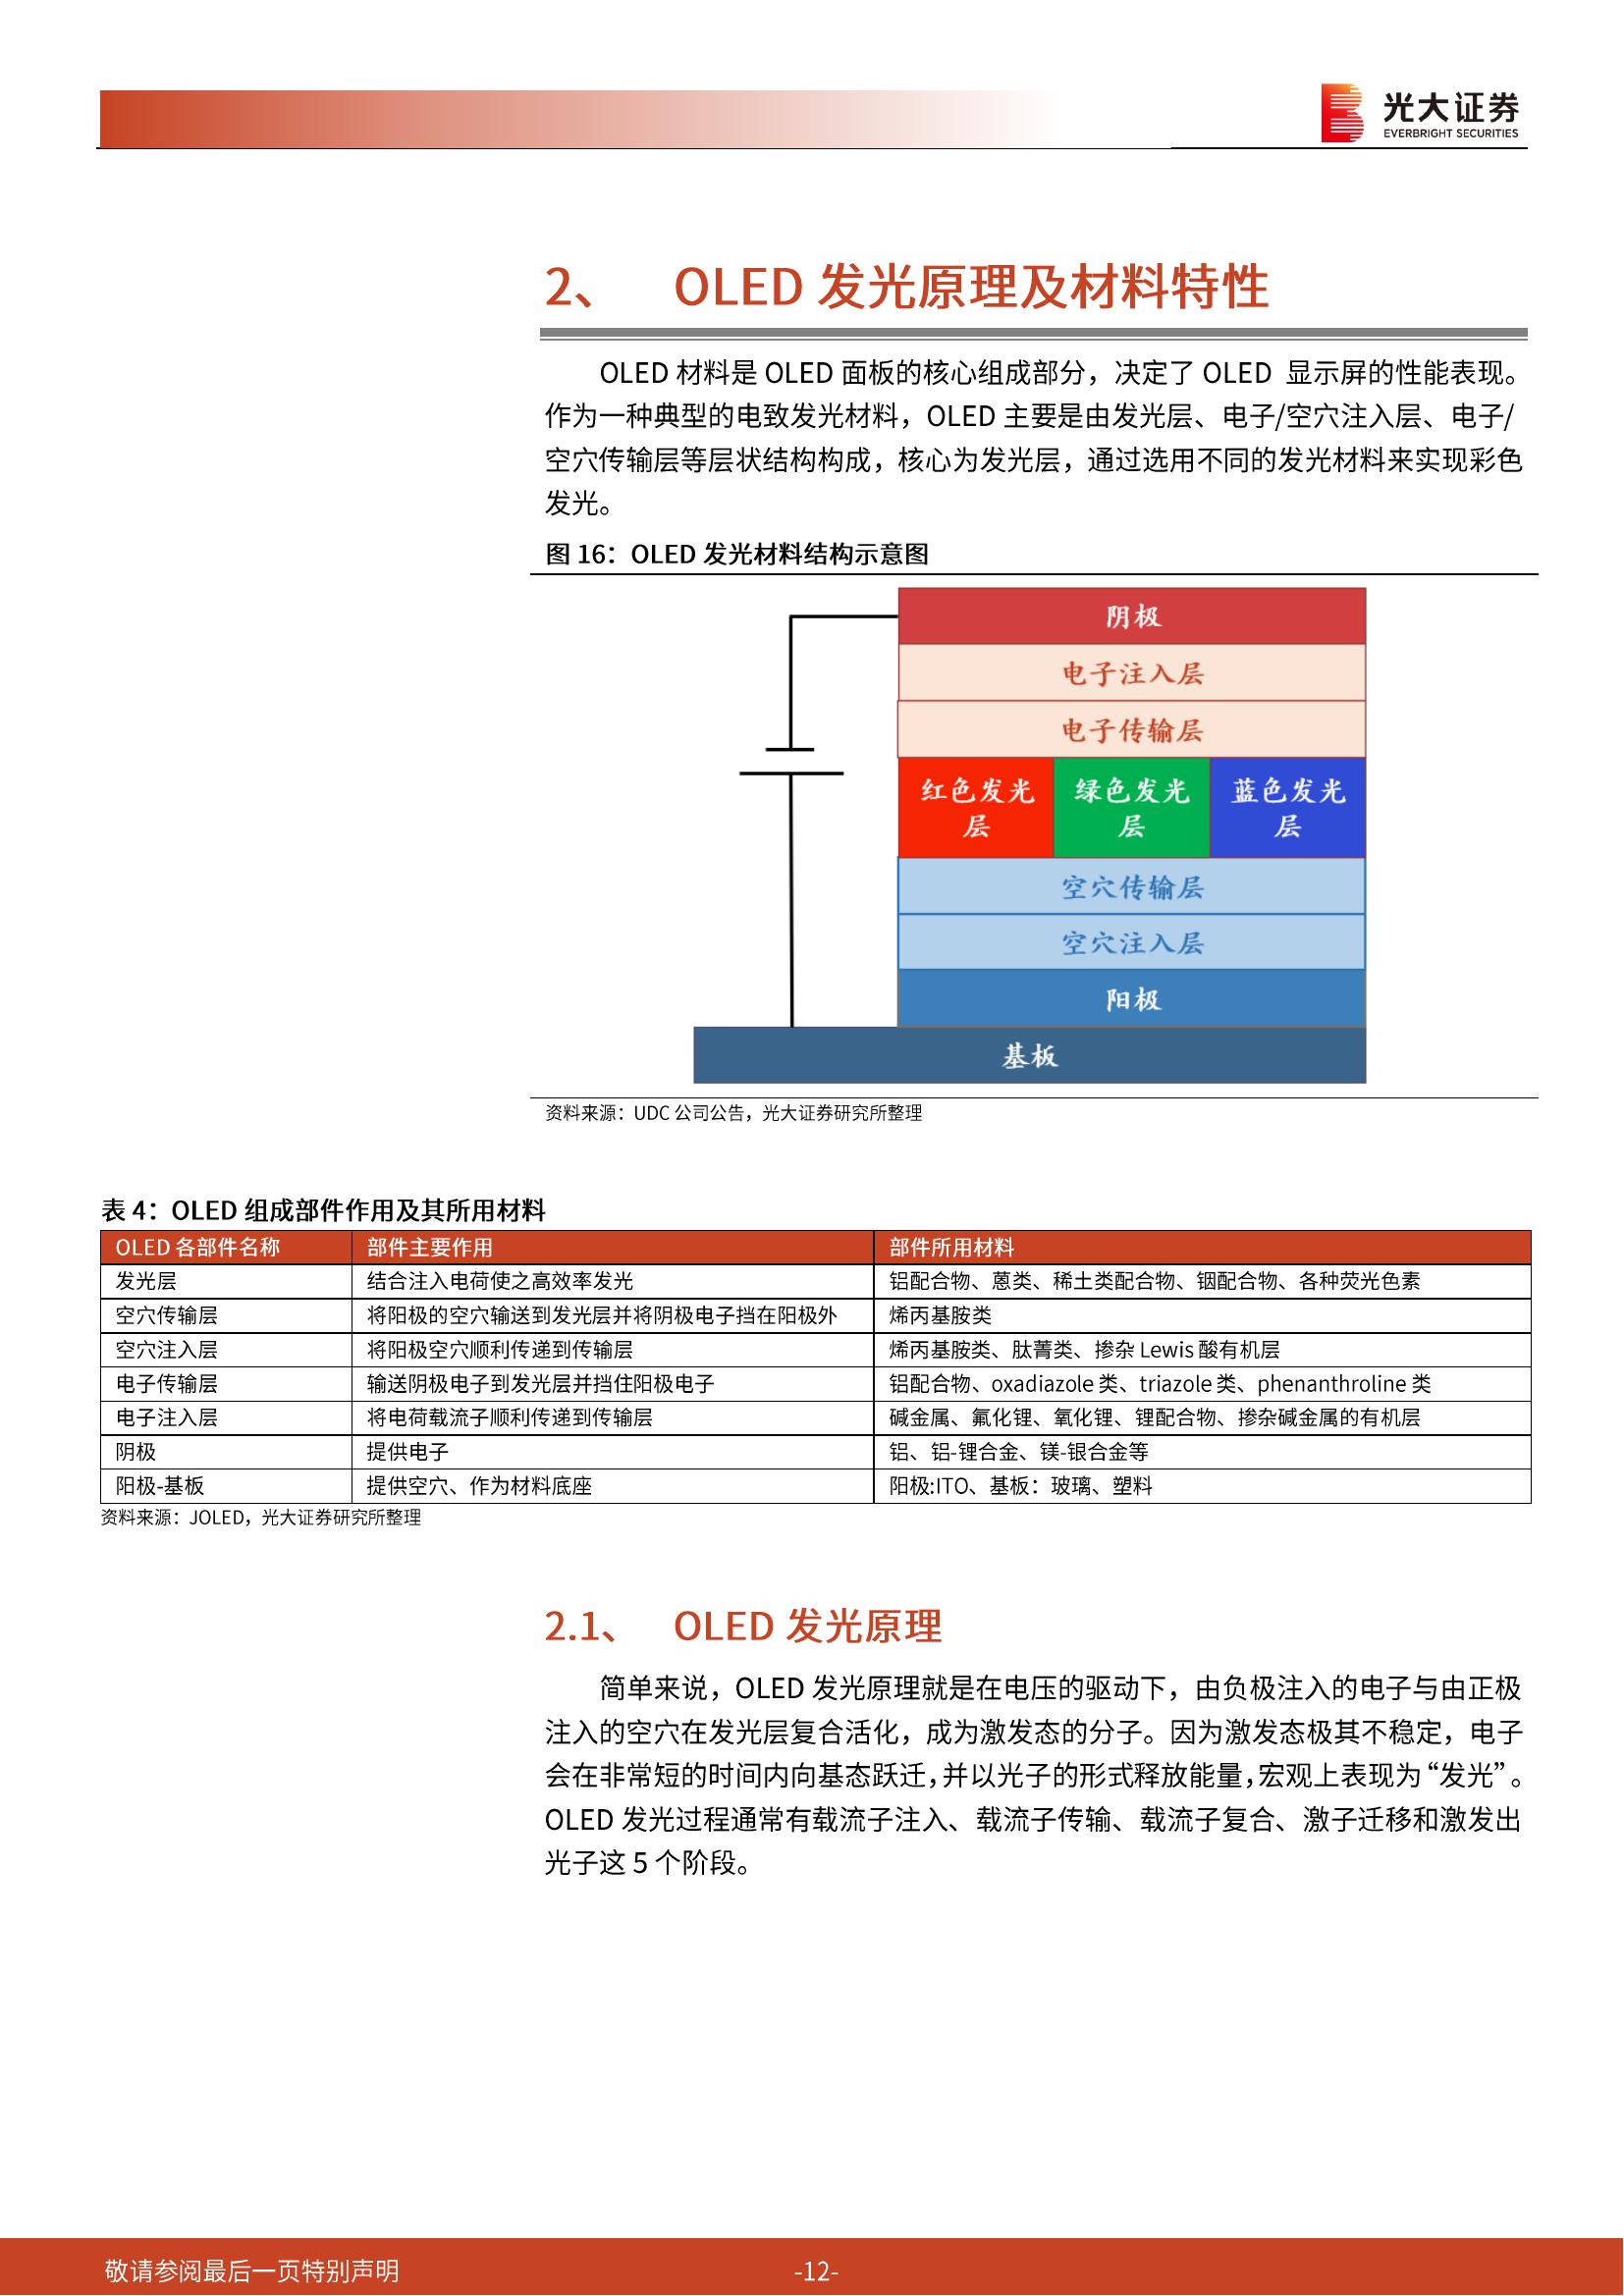 光大证券
EVERBRIGHT SECURITIES
2、 OLED 发光原理及材料特性
OLED 材料是 OLED 面板的核心组成部分，决定了 OLED 显示屏的性能表现。
作为一种典型的电致发光材料，OLED 主要是由发光层、电子/空穴注入层、电子/
空穴传输层等层状结构构成，核心为发光层，通过选用不同的发光材料来实现彩色
发光。
图 16：OLED 发光材料结构示意图
阴极
电子注入层
电子传输层
红色发光 绿色发光 蓝色发光
层 层 层
空穴传输层
空穴注入层
阳极
基板
资料来源：UDC 公司公告，光大证券研究所整理
表 4：OLED 组成部件作用及其所用材料
OLED 各部件名称 部件主要作用 部件所用材料
发光层 结合注入电荷使之高效率发光 铝配合物、蒽类、稀土类配合物、铟配合物、各种荧光色素
空穴传输层 将阳极的空穴输送到发光层并将阴极电子挡在阳极外 烯丙基胺类
空穴注入层 将阳极空穴顺利传递到传输层 烯丙基胺类、肽菁类、掺杂 Lewis 酸有机层
电子传输层 输送阴极电子到发光层并挡住阳极电子 铝配合物、oxadiazole 类、triazole 类、phenanthroline 类
电子注入层 将电荷载流子顺利传递到传输层 碱金属、氟化锂、氧化锂、锂配合物、掺杂碱金属的有机层
阴极 提供电子 铝、铝-锂合金、镁-银合金等
阳极-基板 提供空穴、作为材料底座 阳极:ITO、基板：玻璃、塑料
资料来源：JOLED，光大证券研究所整理
2.1、 OLED 发光原理
简单来说，OLED 发光原理就是在电压的驱动下，由负极注入的电子与由正极
注入的空穴在发光层复合活化，成为激发态的分子。因为激发态极其不稳定，电子
会在非常短的时间内向基态跃迁，并以光子的形式释放能量，宏观上表现为“发光”。
OLED 发光过程通常有载流子注入、载流子传输、载流子复合、激子迁移和激发出
光子这 5 个阶段。
敬请参阅最后一页特别声明 -12-